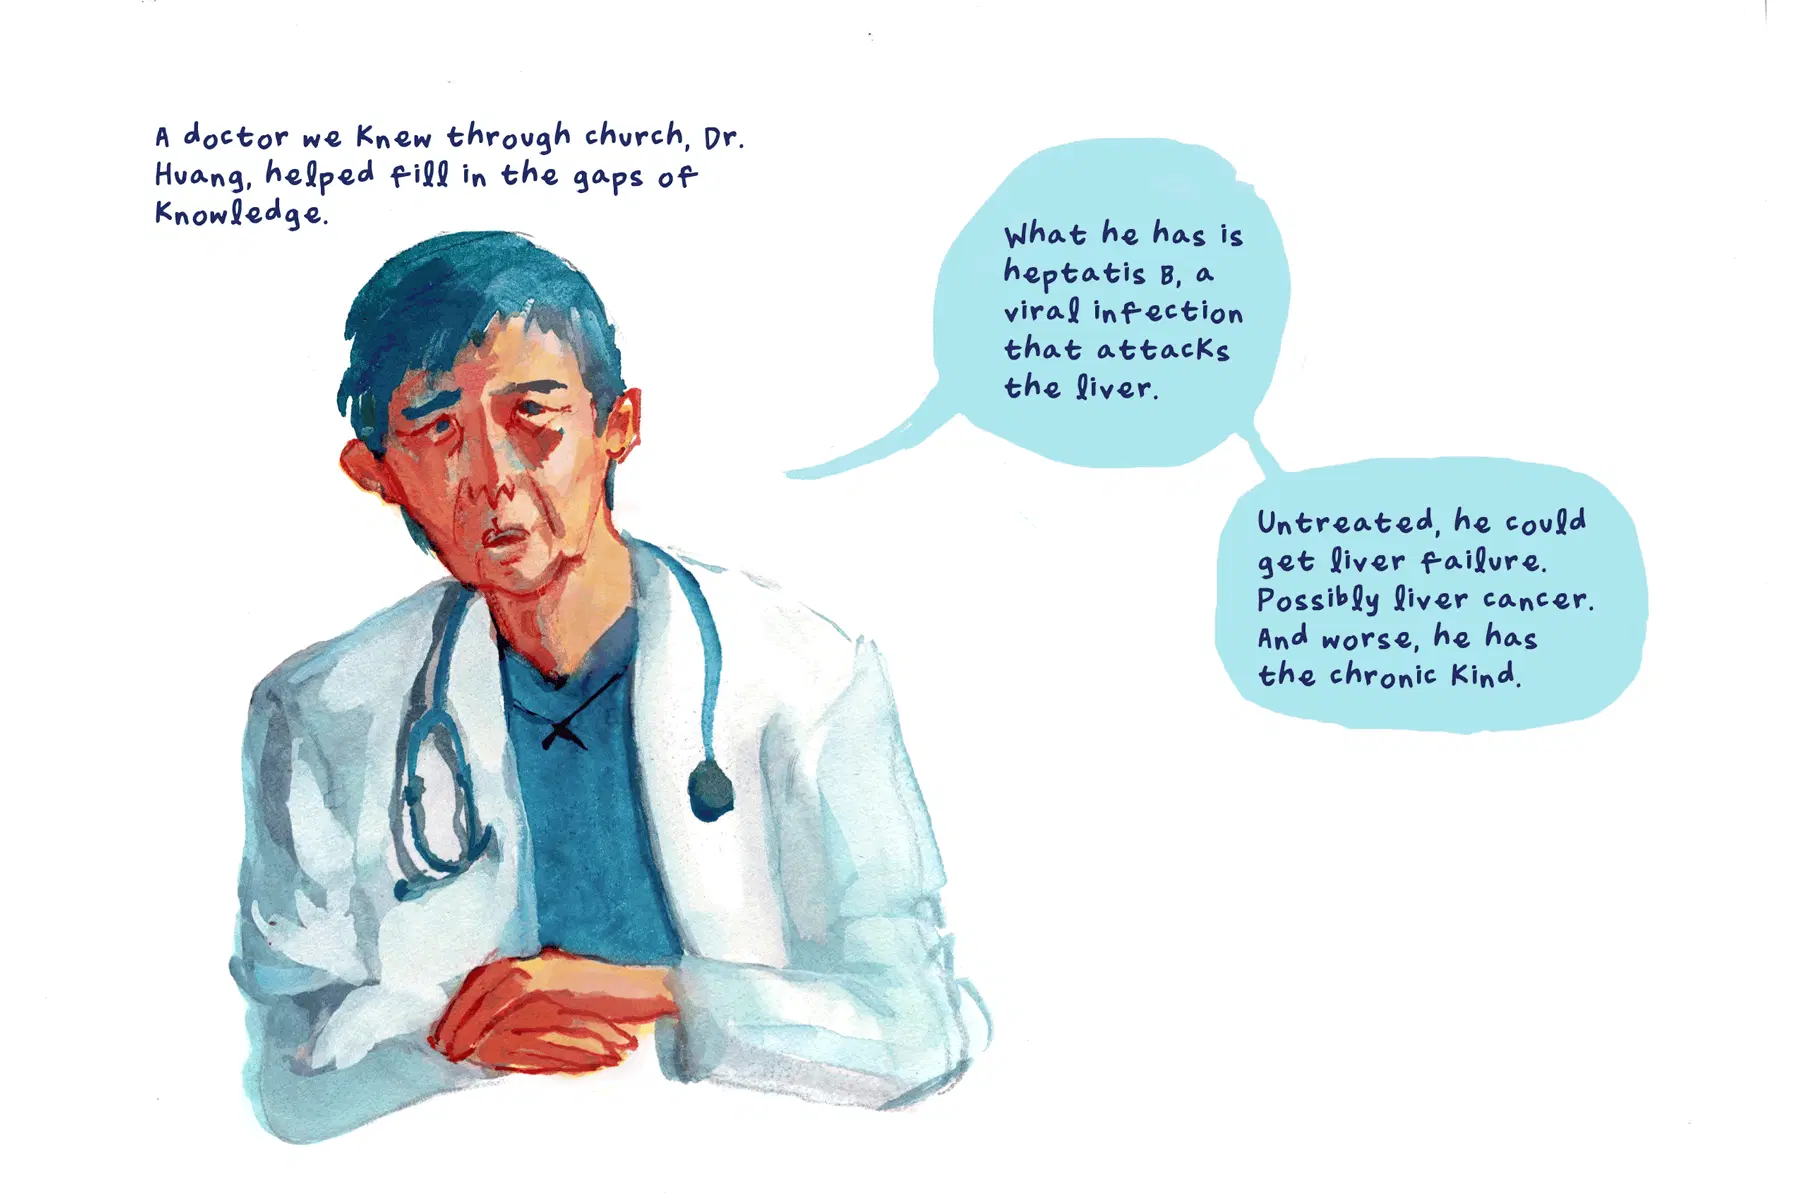 A doctor we Knew through church, Dr.
Huang, helped fill in the gaps of
Knowledge.
What he has is
heptatis B, a
viral infection
that attacks
the liver.
Untreated, he could
get liver failure.
Possibly liver cancer.
And worse, he has
the chronic Kind.